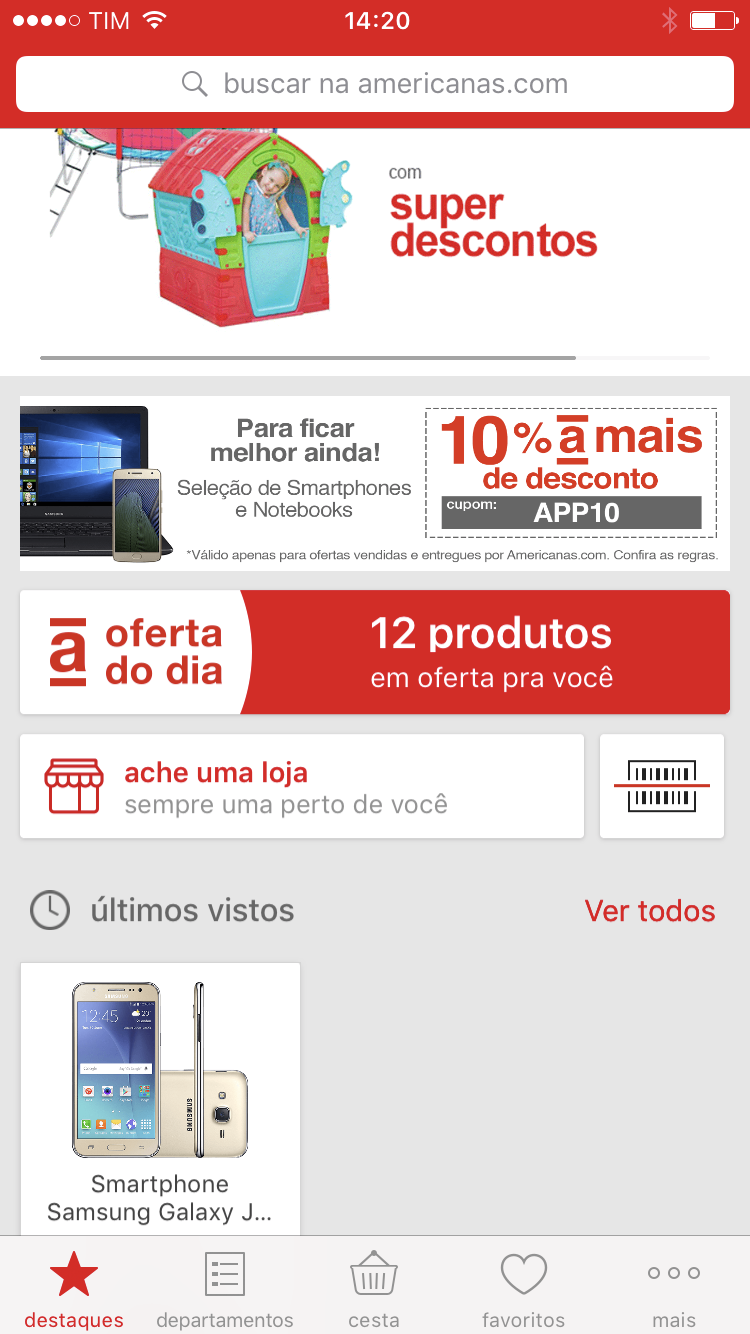 TIM 14:20
buscar na americanas.com
com
super
descontos
Para ficar
melhor ainda!
Seleção de Smartphones
e Notebooks
10% a mais
de desconto
cupom: APP10
*Válido apenas para ofertas vendidas e entregues por Americanas.com. Confira as regras.
a oferta
do dia
12 produtos
em oferta pra você
ache uma loja
sempre uma perto de você
últimos vistos Ver todos
12:45
SAMSUNG
Smartphone
Samsung Galaxy J...
destaques departamentos cesta favoritos mais